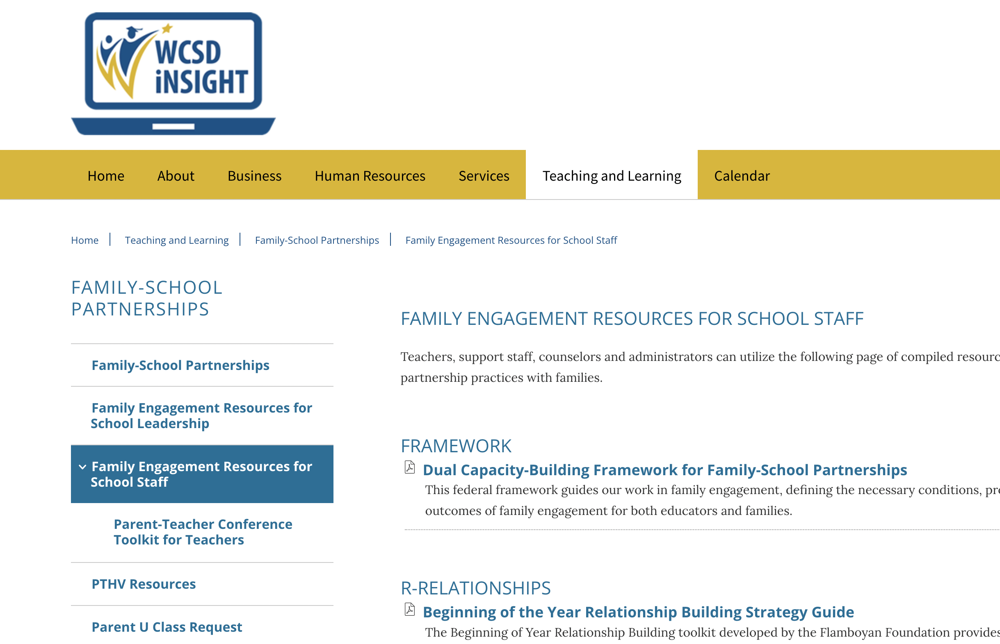 WCSD
iNSIGHT
Home About Business Human Resources Services Teaching and Learning Calendar
Home Teaching and Learning Family-School Partnerships Family Engagement Resources for School Staff
FAMILY-SCHOOL
PARTNERSHIPS
Family-School Partnerships
Family Engagement Resources for
School Leadership
Family Engagement Resources for
School Staff
Parent-Teacher Conference
Toolkit for Teachers
PTHV Resources
Parent U Class Request
FAMILY ENGAGEMENT RESOURCES FOR SCHOOL STAFF
Teachers, support staff, counselors and administrators can utilize the following page of compiled
partnership practices with families.
FRAMEWORK
Dual Capacity-Building Framework for Family-School Partnerships
This federal framework guides our work in family engagement, defining the necessary conditions,
outcomes of family engagement for both educators and families.
R-RELATIONSHIPS
Beginning of the Year Relationship Building Strategy Guide
The Beginning of Year Relationship Building toolkit developed by the Flamboyan Foundation provides